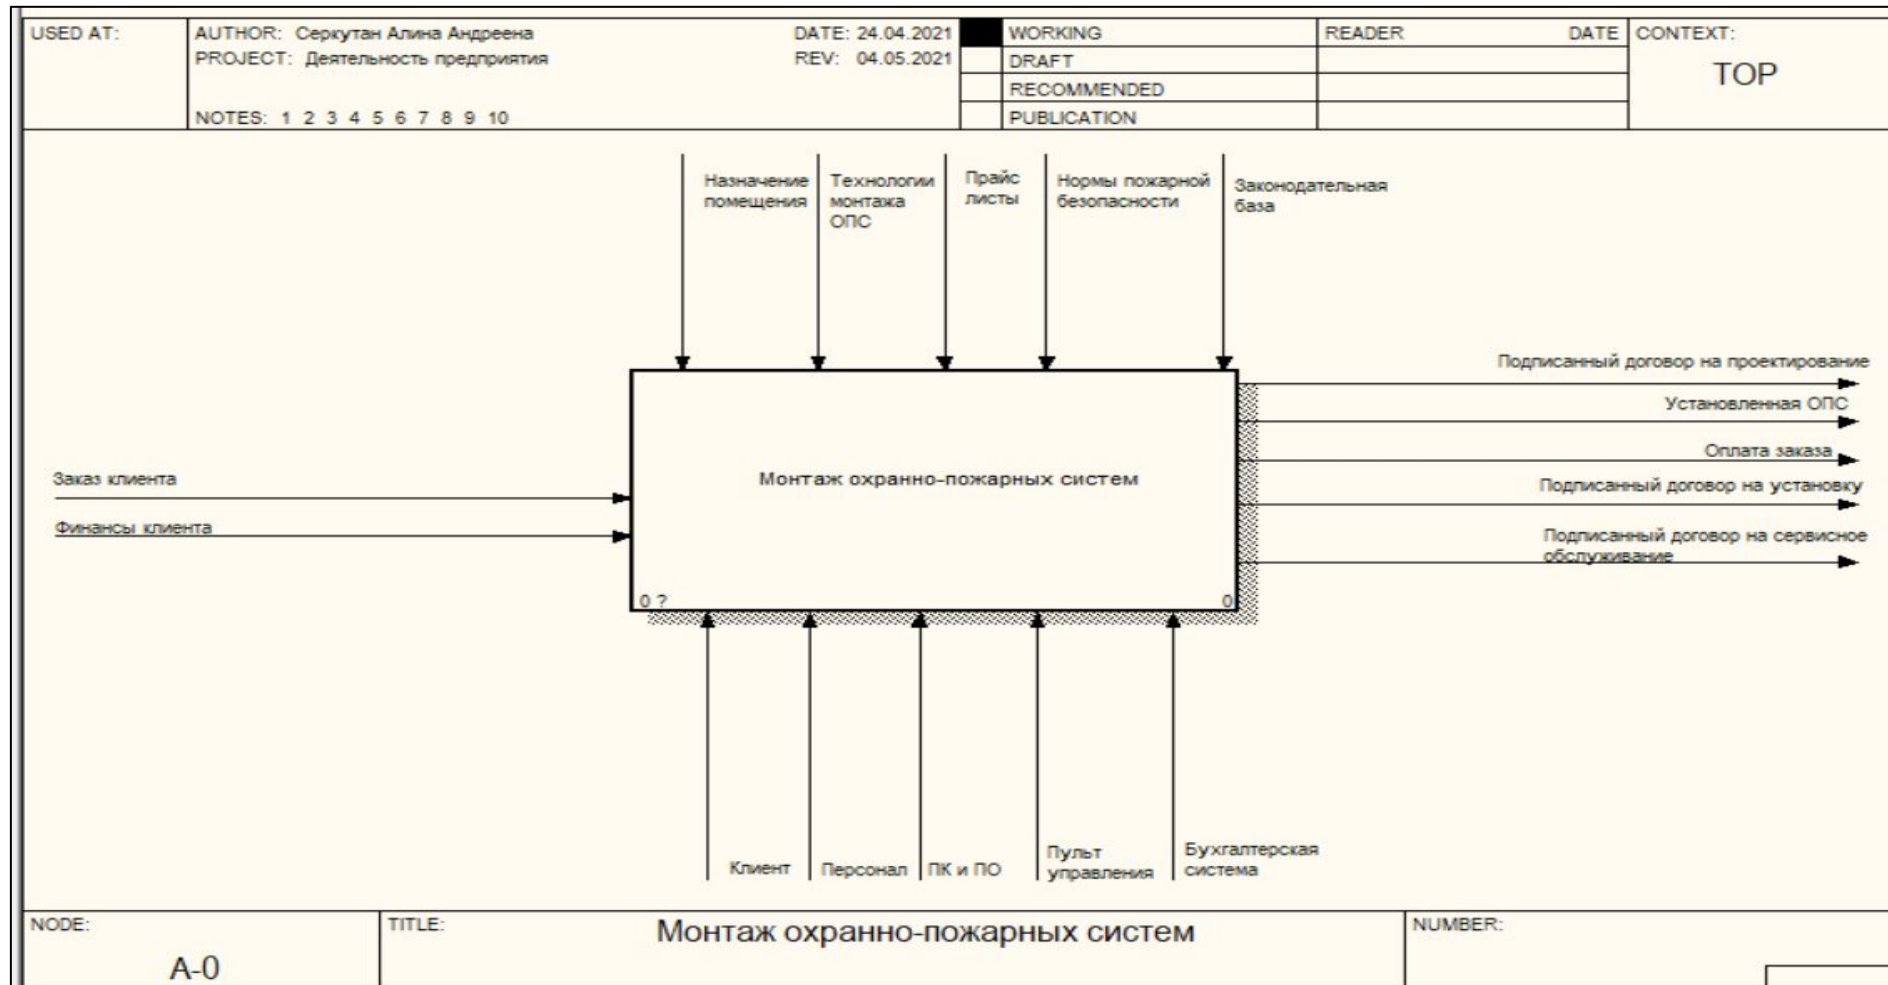 USED AT:
AUTHOR: Серкутан Алина Андреена
DATE: 24.04.2021
PROJECT: Деятельность предприятия
REV: 04.05.2021
NOTES: 1 2 3 4 5 6 7 8 9 10
WORKING
DRAFT
RECOMMENDED
PUBLICATION
READER
DATE
CONTEXT:
TOP
Назначение
помещения
Технологии
монтажа
ОПС
Прайс
листы
Нормы пожарной
безопасности
Законодательная
база
Заказ клиента
Финансы клиента
Монтаж охранно-пожарных систем
0 ?
0
Подписанный договор на проектирование
Установленная ОПС
Оплата заказа
Подписанный договор на установку
Подписанный договор на сервисное
обслуживание
Клиент
Персонал
ПК и ПО
Пульт
управления
Бухгалтерская
система
NODE:
A-0
TITLE:
Монтаж охранно-пожарных систем
NUMBER: